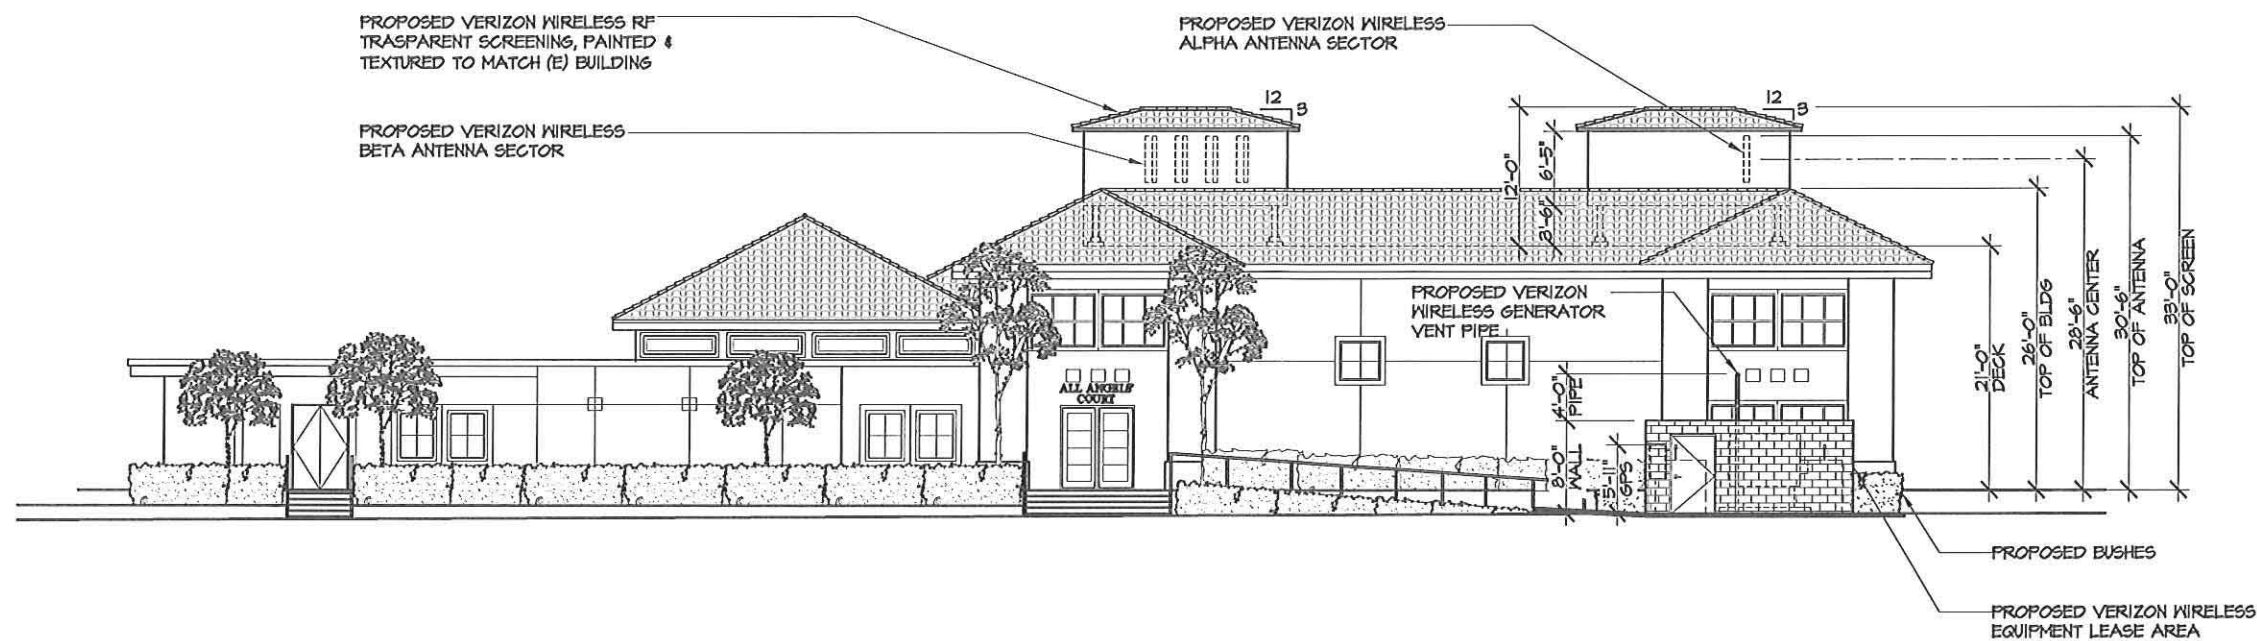 PROPOSED VERIZON WIRELESS RF
TRASPARENT SCREENING, PAINTED &
TEXTURED TO MATCH (E) BUILDING
PROPOSED VERIZON WIRELESS
ALPHA ANTENNA SECTOR
PROPOSED VERIZON WIRELESS
BETA ANTENNA SECTOR
12
3
12
3
12'-0"
6'-5"
3'-6"
PROPOSED VERIZON
WIRELESS GENERATOR
VENT PIPE
ALL ANGELS'
COURT
4'-0"
PIPE
8'-0"
WALL
5'-11"
GPS
21'-0"
DECK
26'-0"
TOP OF BLDG
28'-6"
ANTENNA CENTER
30'-6"
TOP OF ANTENNA
33'-0"
TOP OF SCREEN
PROPOSED BUSHES
PROPOSED VERIZON WIRELESS
EQUIPMENT LEASE AREA